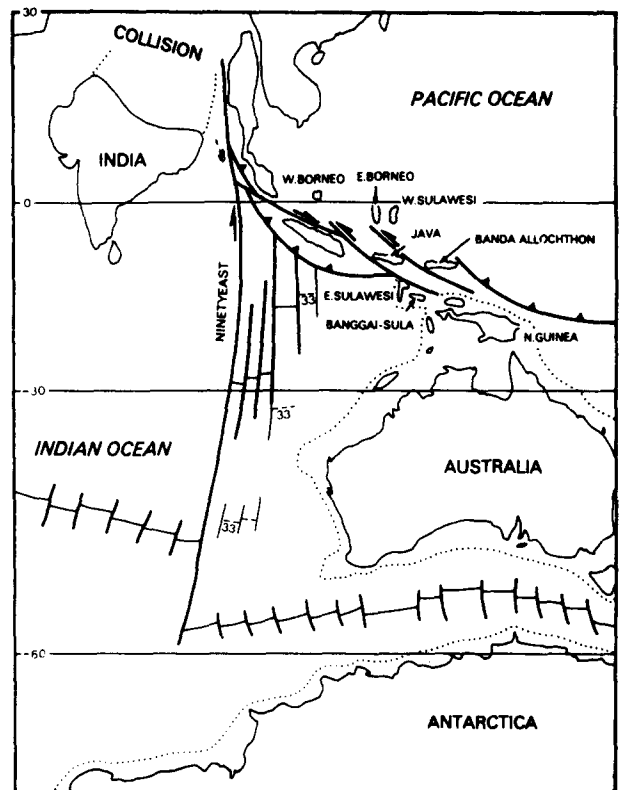 30
COLLISION
PACIFIC OCEAN
INDIA
W.BORNEO
E.BORNEO
W.SULAWESI
0
JAVA
BANDA ALLOCHTHON
NINETYEAST
33
E.SULAWESI
BANGGAI-SULA
N.GUINEA
-30
33
INDIAN OCEAN
AUSTRALIA
33
-60
ANTARCTICA